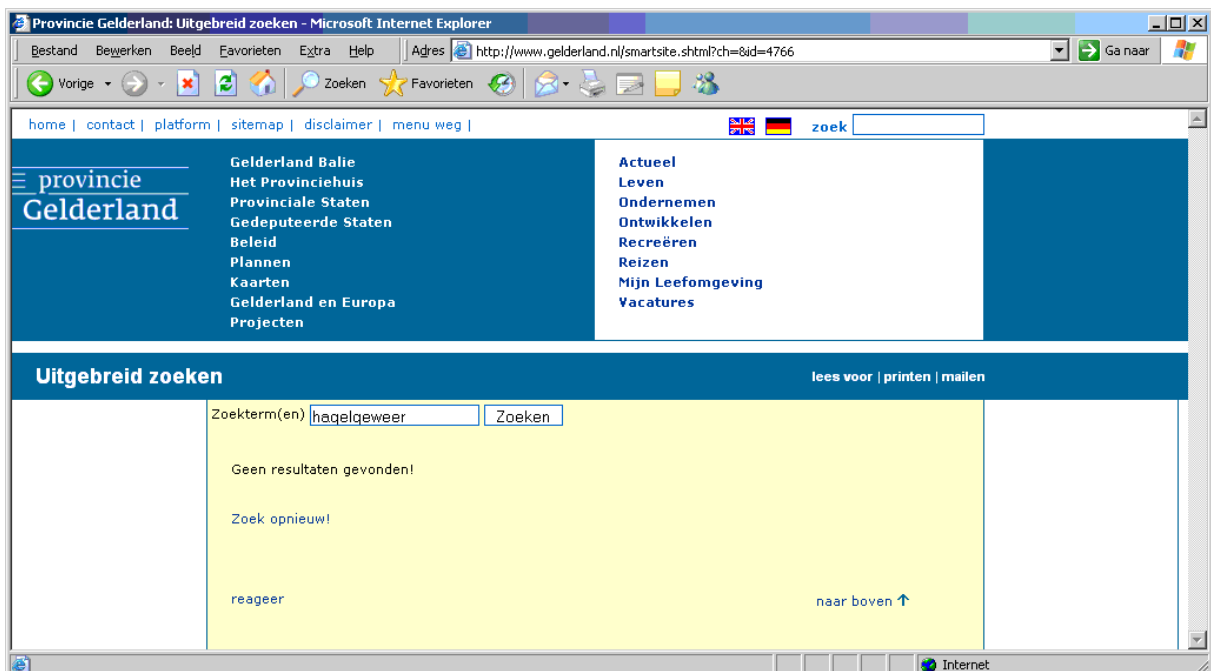 Provincie Gelderland: Uitgebreid zoeken - Microsoft Internet Explorer
Bestand Bewerken Beeld Favorieten Extra Help Adres http://www.gelderland.nl/smartsite.shtml?ch=&id=4766 Ga naar
Vorige Zoeken Favorieten
home | contact | platform | sitemap | disclaimer | menu weg | zoek
provincie
Gelderland
Gelderland Balie
Het Provinciehuis
Provinciale Staten
Gedeputeerde Staten
Beleid
Plannen
Kaarten
Gelderland en Europa
Projecten
Actueel
Leven
Ondernemen
Ontwikkelen
Recreëren
Reizen
Mijn Leefomgeving
Vacatures
Uitgebreid zoeken lees voor | printen | mailen
Zoekterm(en) hagelgeweer Zoeken
Geen resultaten gevonden!
Zoek opnieuw!
reageer naar boven ↑
Internet